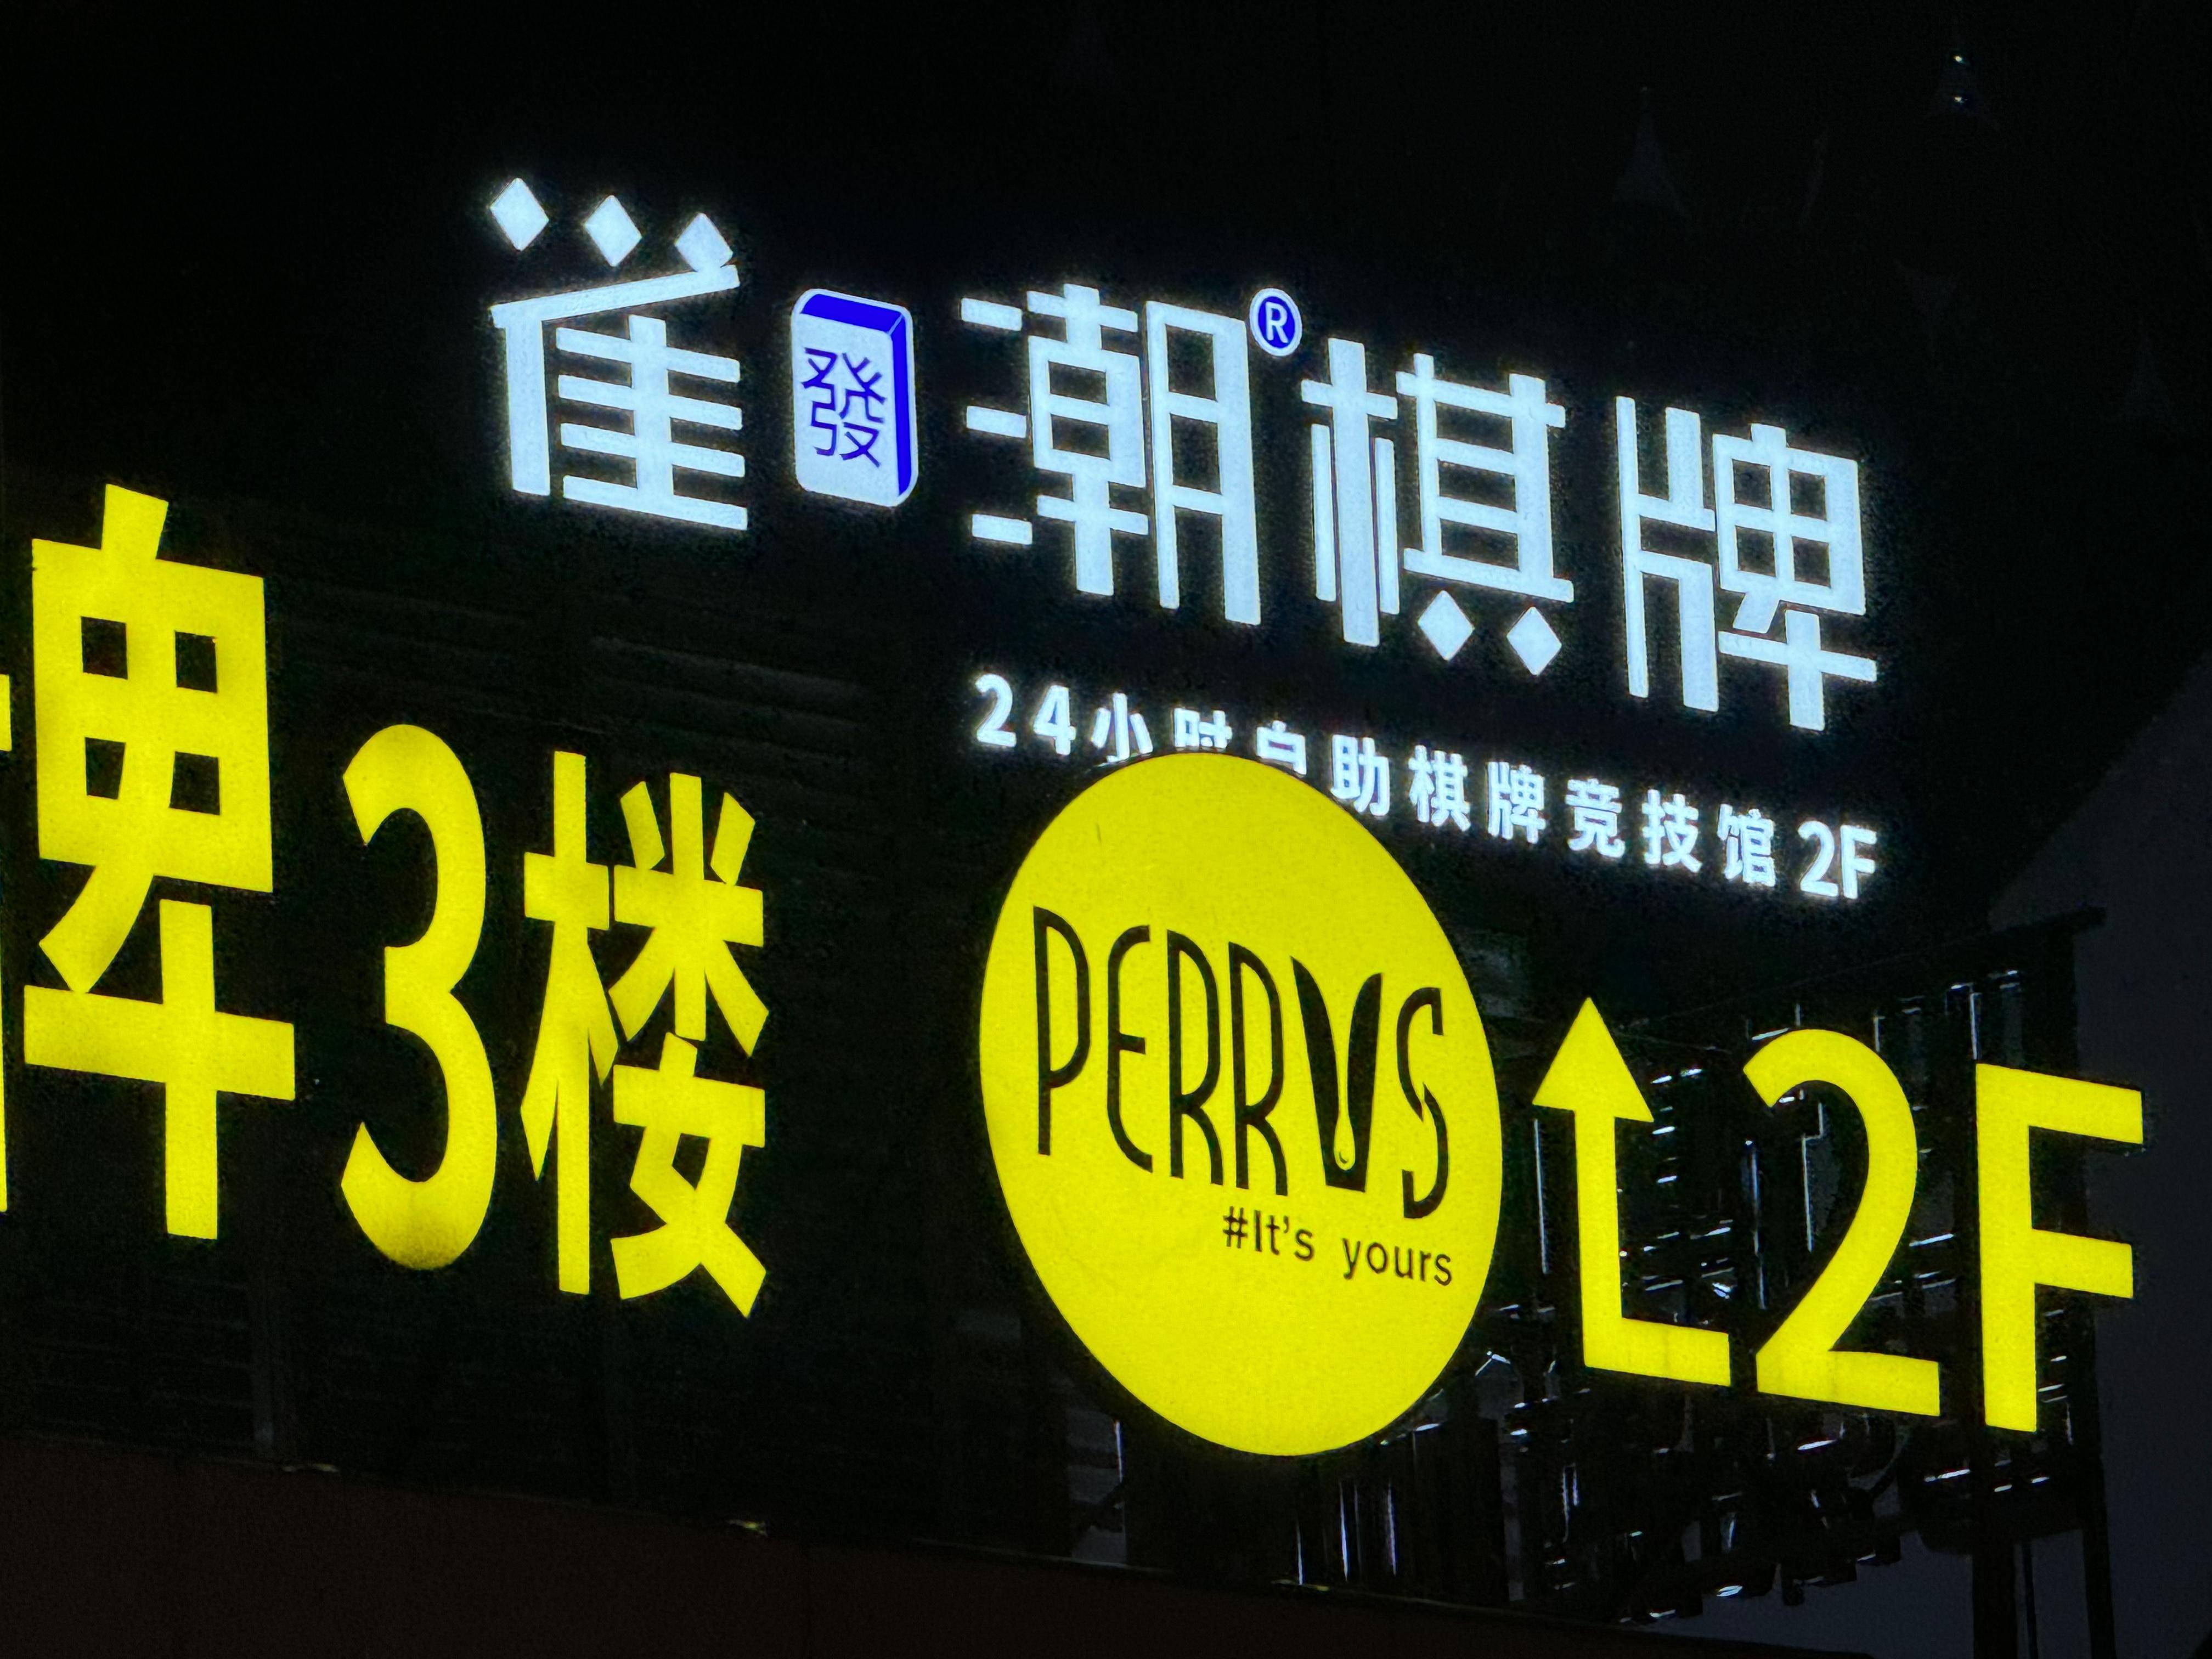 雀發潮®棋牌
24小时自助棋牌竞技馆 2F
牌3楼
PERRVS
#It's yours
2F